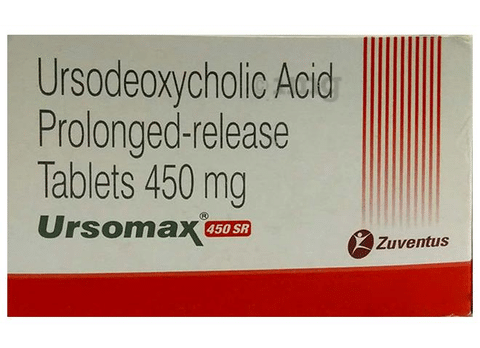 Ursodeoxycholic Acid
Prolonged-release
Tablets 450 mg
Ursomax® 450 SR
Zuventus